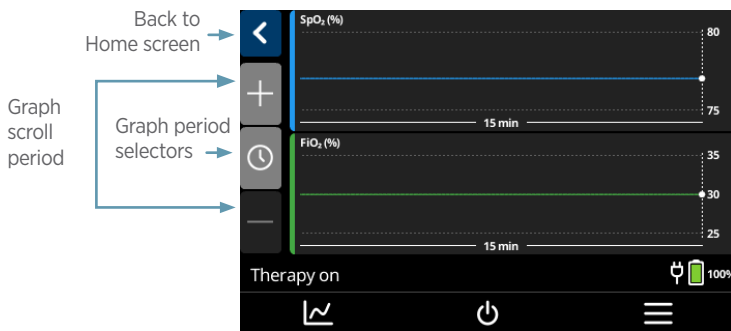 Back to
Home screen
Graph
scroll
period
Graph period
selectors
SpO₂ (%)
80
75
15 min
FiO₂ (%)
35
30
25
15 min
Therapy on
100%